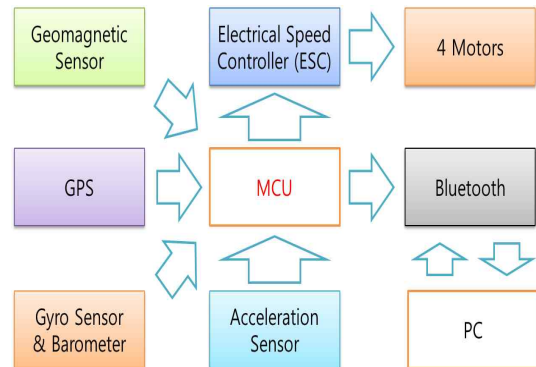 Geomagnetic
Sensor
Electrical Speed
Controller (ESC)
4 Motors
GPS
MCU
Bluetooth
Gyro Sensor
& Barometer
Acceleration
Sensor
PC